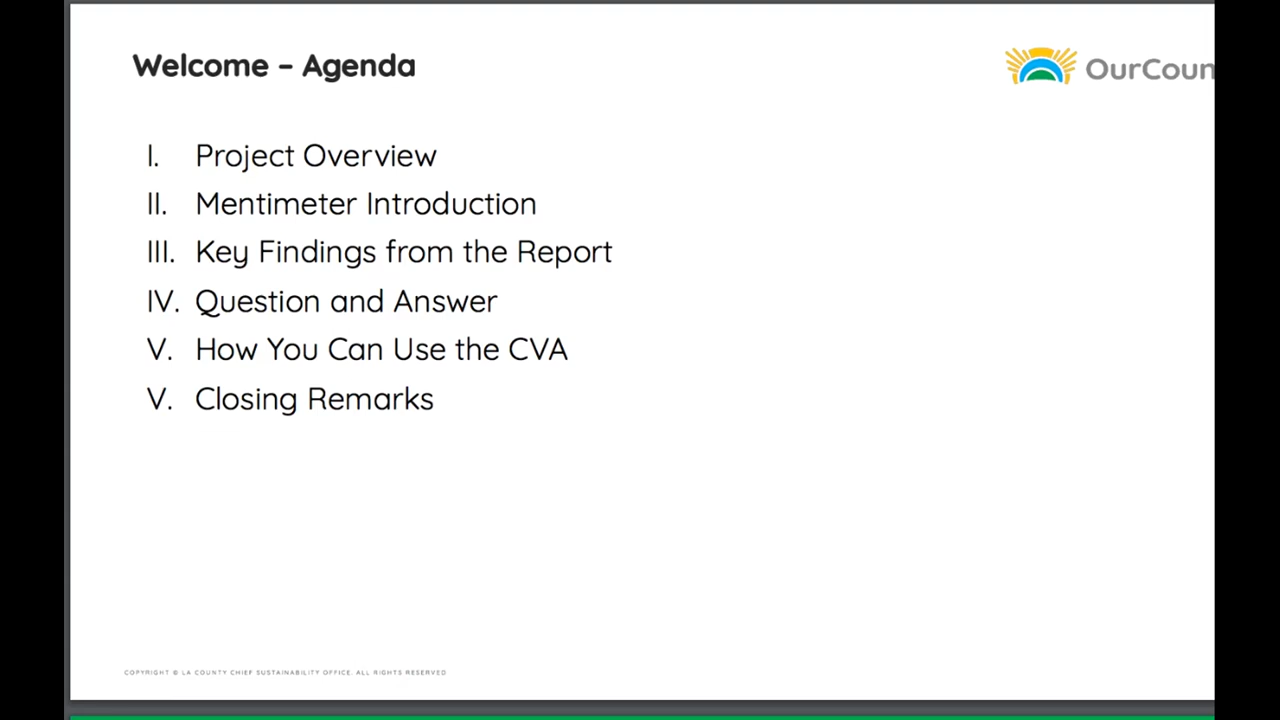 Welcome – Agenda
OurCoun
I. Project Overview
II. Mentimeter Introduction
III. Key Findings from the Report
IV. Question and Answer
V. How You Can Use the CVA
V. Closing Remarks
COPYRIGHT © LA COUNTY CHIEF SUSTAINABILITY OFFICE. ALL RIGHTS RESERVED